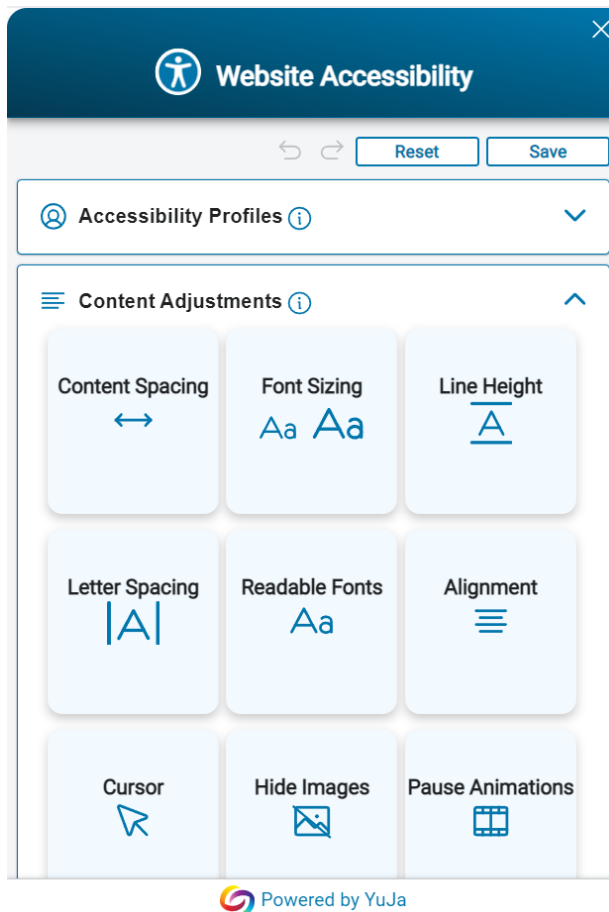 Website Accessibility
Reset Save
Accessibility Profiles
Content Adjustments
Content Spacing Font Sizing Line Height
Aa Aa A
Letter Spacing Readable Fonts Alignment
A Aa
Cursor Hide Images Pause Animations
Powered by YuJa